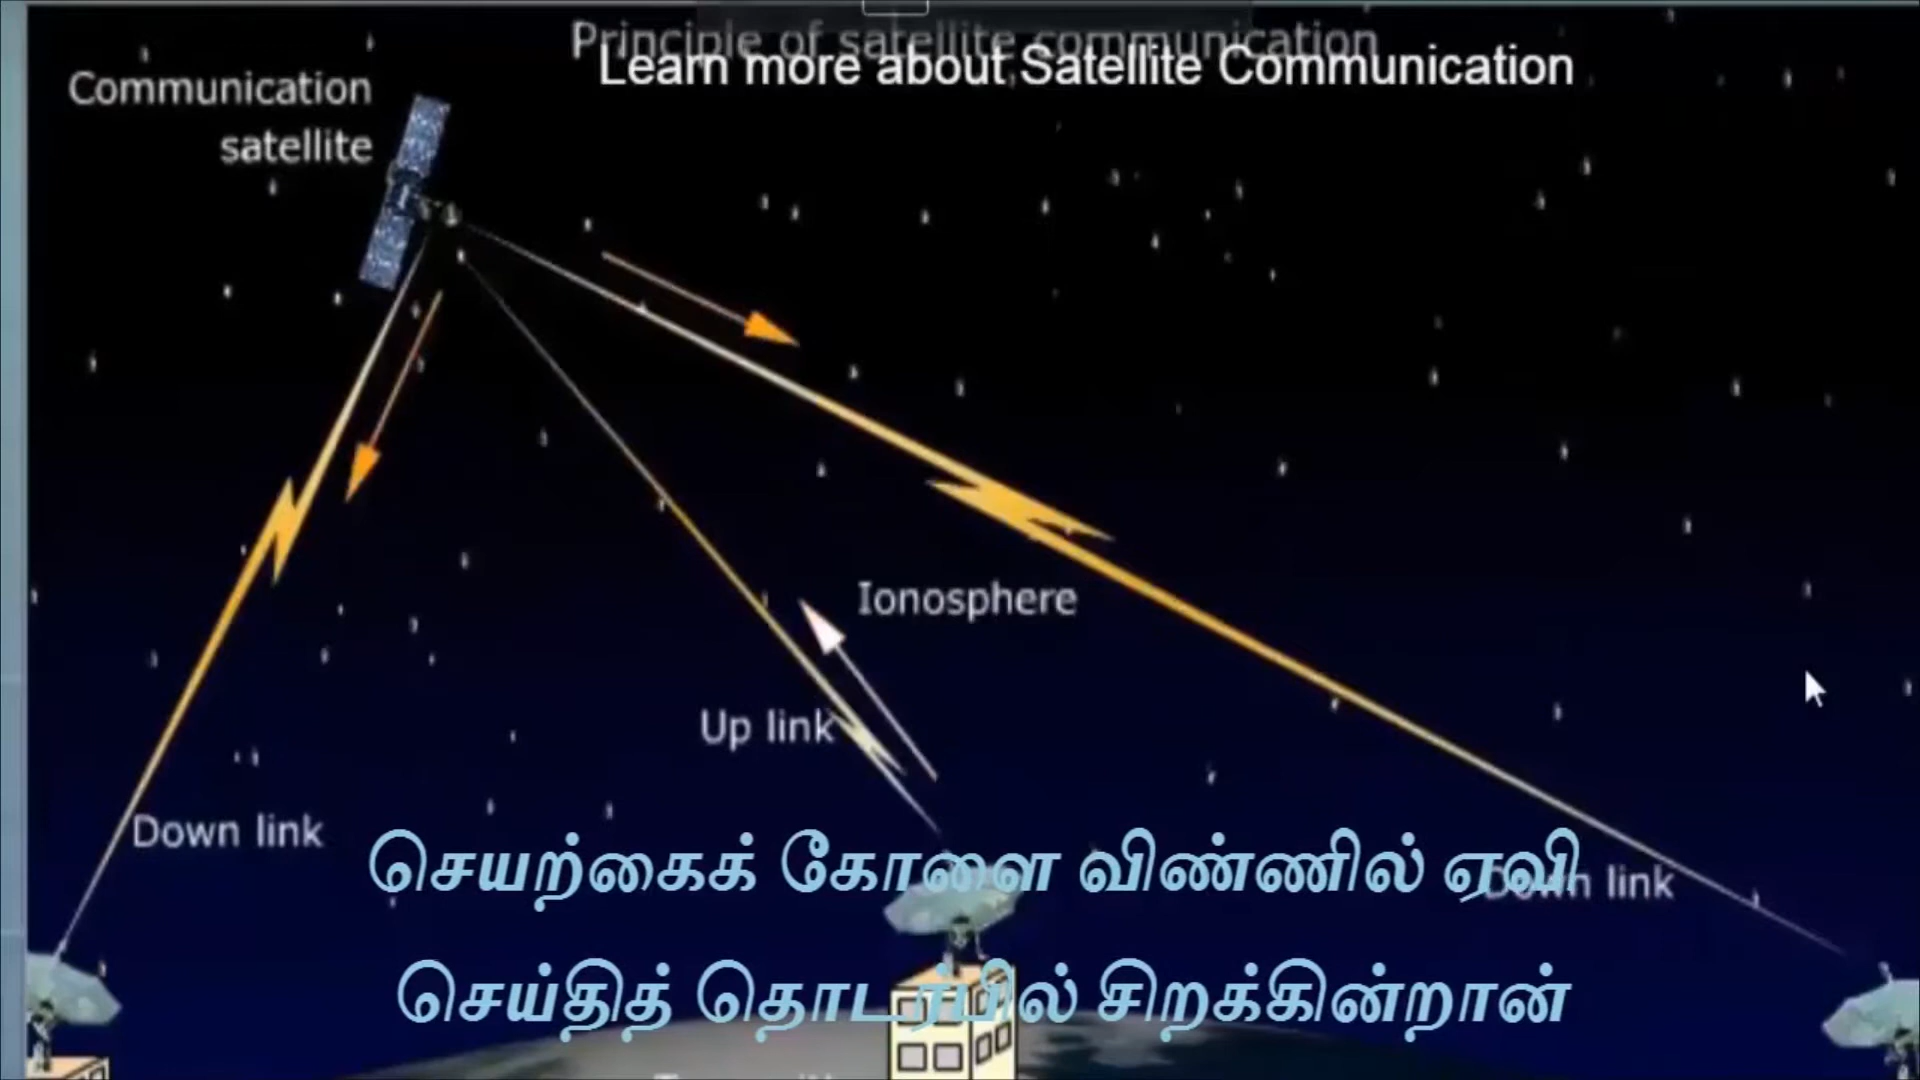 Principle of satellite communication
Learn more about Satellite Communication
Communication
satellite
Ionosphere
Up link
Down link
Down link
செயற்கைக் கோளை விண்ணில் ஏவி
செய்தித் தொடர்பில் சிறக்கின்றான்